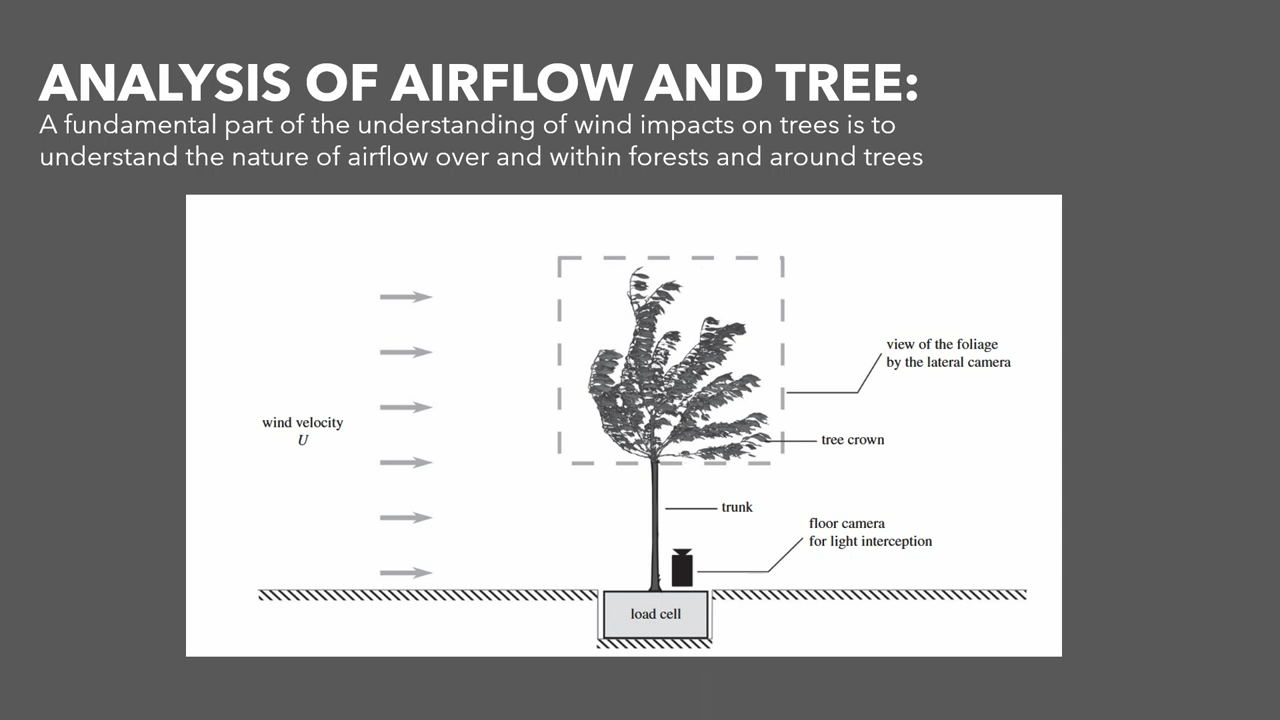 ANALYSIS OF AIRFLOW AND TREE:
A fundamental part of the understanding of wind impacts on trees is to
understand the nature of airflow over and within forests and around trees
view of the foliage
by the lateral camera
wind velocity
U
tree crown
trunk
floor camera
for light interception
load cell